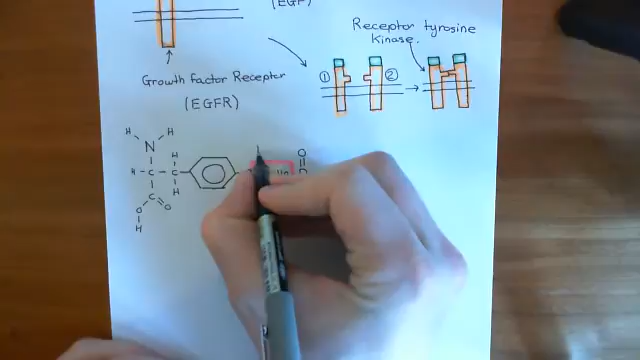 (EGF)
Receptor tyrosine
Kinase.
Growth Factor Receptor
(EGFR)
① ②
H H
N
H
H - C - C
H
C
O O
H
O